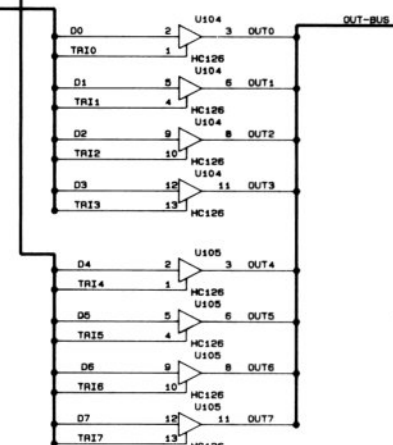 OUT-BUS
U104
D0 2 3 OUT0
TRI0 1
HC126
U104
D1 5 6 OUT1
TRI1 4
HC126
U104
D2 9 8 OUT2
TRI2 10
HC126
U104
D3 12 11 OUT3
TRI3 13
HC126
U105
D4 2 3 OUT4
TRI4 1
HC126
U105
D5 5 6 OUT5
TRI5 4
HC126
U105
D6 9 8 OUT6
TRI6 10
HC126
U105
D7 12 11 OUT7
TRI7 13
HC126